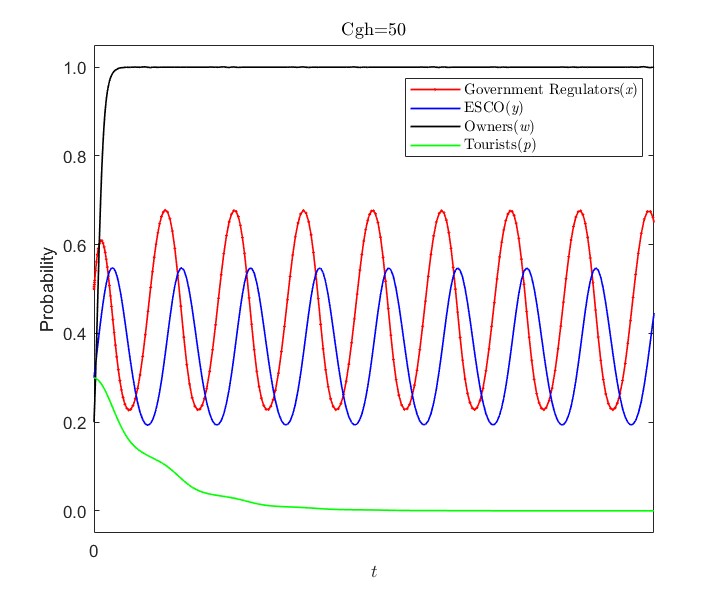 Cgh=50
1.0
0.8
0.6
0.4
0.2
0.0
Probability
Government Regulators(x)
ESCO(y)
Owners(w)
Tourists(p)
0
t